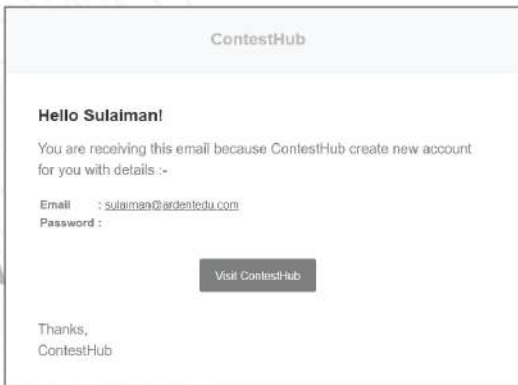 ContestHub
Hello Sulaiman!
You are receiving this email because ContestHub create new account
for you with details :-
Email : sulaiman@ardentedu.com
Password :
Visit ContestHub
Thanks,
ContestHub